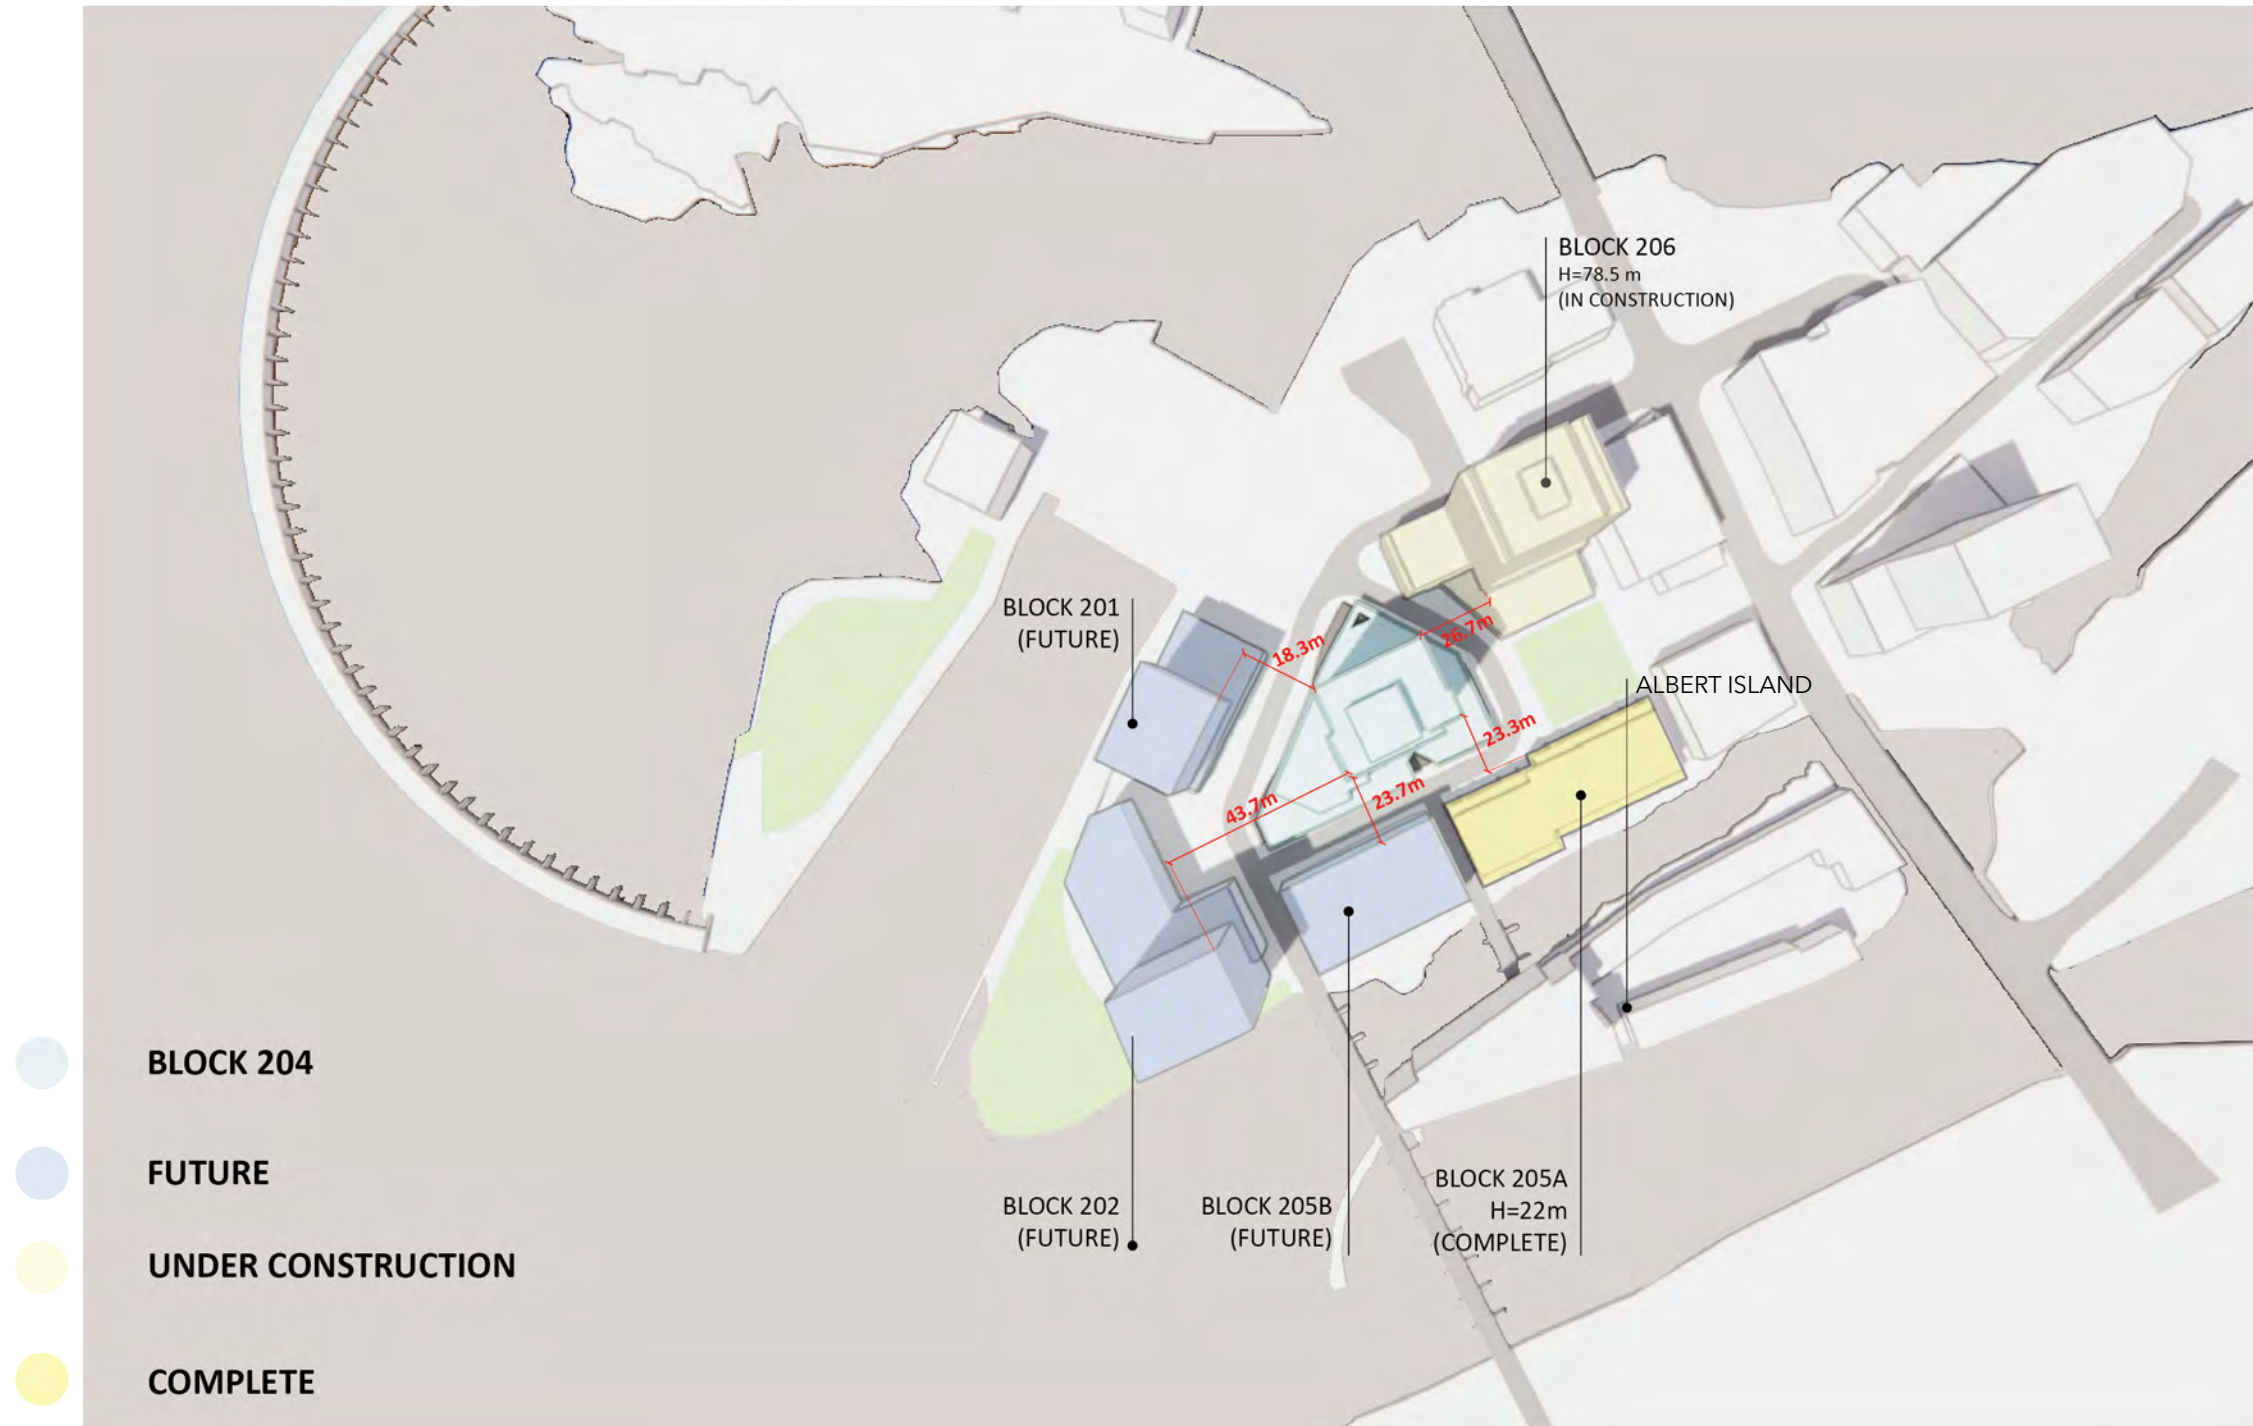 BLOCK 206
H=78.5 m
(IN CONSTRUCTION)
BLOCK 201
(FUTURE)
18.3m
26.7m
ALBERT ISLAND
23.3m
43.7m
23.7m
BLOCK 204
FUTURE
UNDER CONSTRUCTION
COMPLETE
BLOCK 202
(FUTURE)
BLOCK 205B
(FUTURE)
BLOCK 205A
H=22m
(COMPLETE)